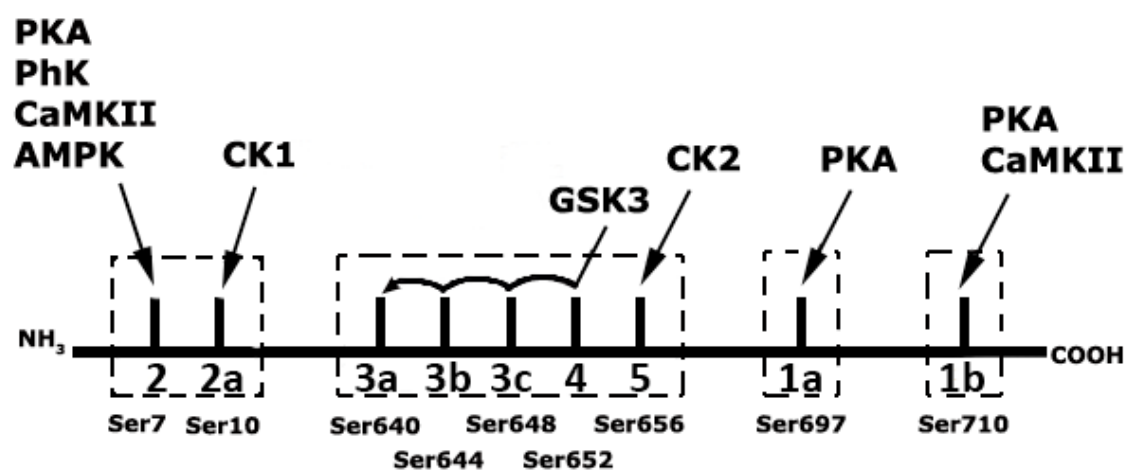 PKA
PhK
CaMKII
AMPK
CK1
GSK3
CK2
PKA
PKA
CaMKII
NH3
COOH
2 2a 3a 3b 3c 4 5 1a 1b
Ser7 Ser10 Ser640 Ser648 Ser656 Ser697 Ser710
Ser644 Ser652